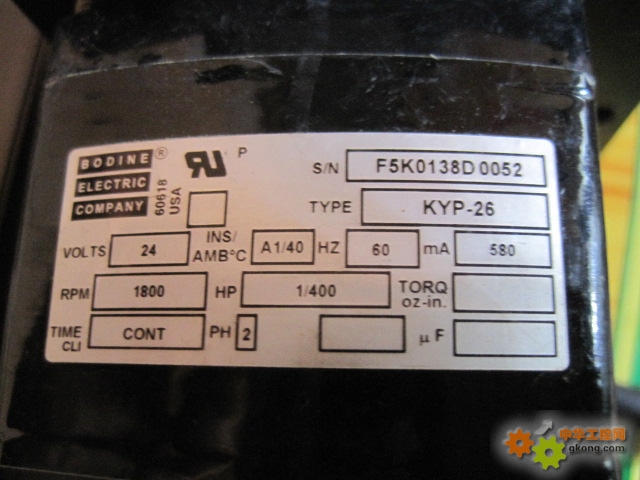 BODINE ® P S/N F5K0138D0052
ELECTRIC
COMPANY 60618 USA TYPE KYP-26
VOLTS 24 INS/ AMB°C A1/40 HZ 60 mA 580
RPM 1800 HP 1/400 TORQ oz-in.
TIME CLI CONT PH 2 μF
中华工控网
gkong.com